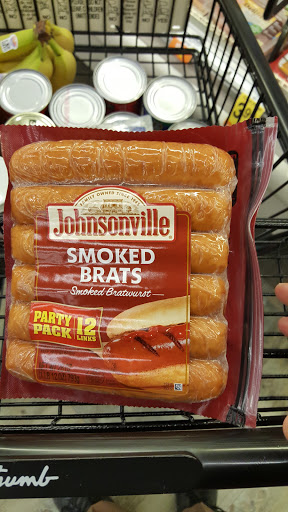 FAMILY OWNED SINCE 1945
Johnsonville
SMOKED
BRATS
Smoked Bratwurst
PARTY
PACK
12
LINKS